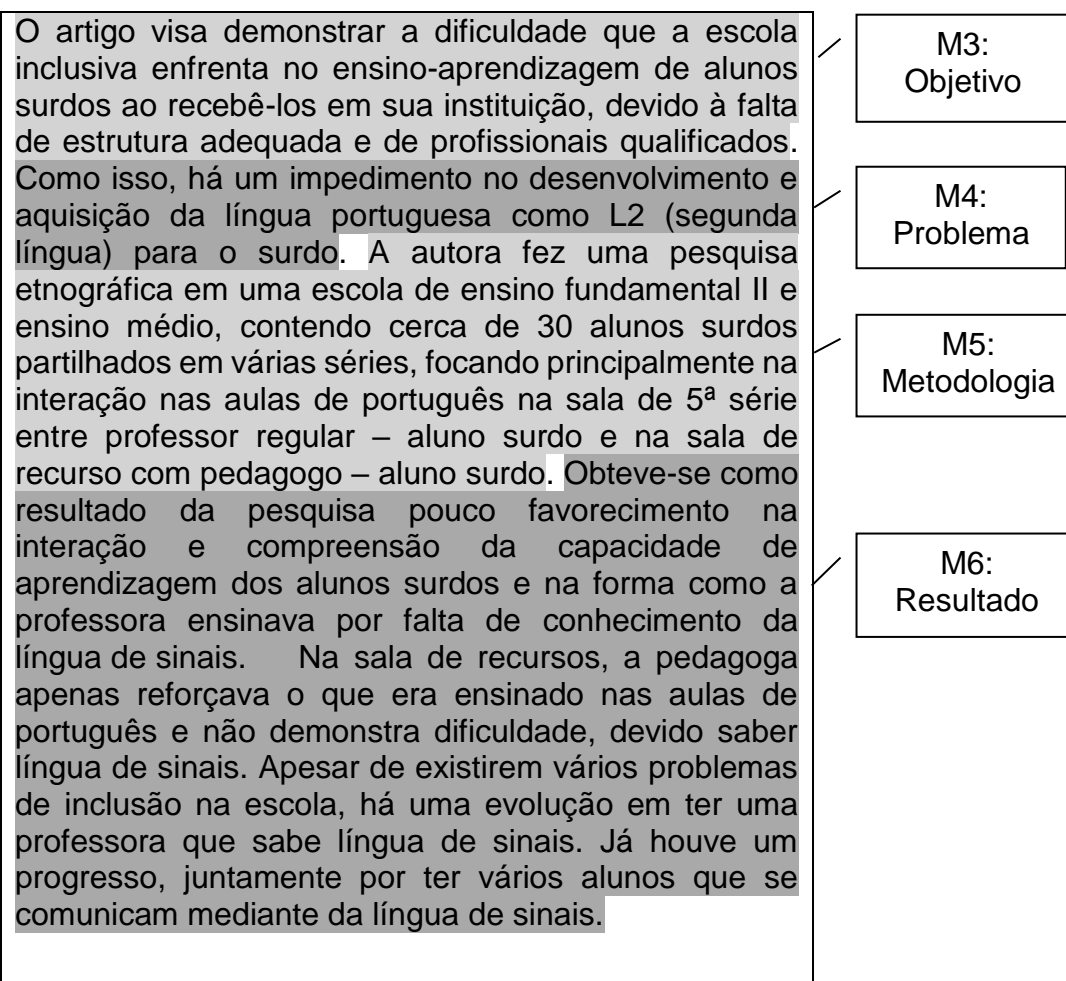 O artigo visa demonstrar a dificuldade que a escola
inclusiva enfrenta no ensino-aprendizagem de alunos
surdos ao recebê-los em sua instituição, devido à falta
de estrutura adequada e de profissionais qualificados.
Como isso, há um impedimento no desenvolvimento e
aquisição da língua portuguesa como L2 (segunda
língua) para o surdo. A autora fez uma pesquisa
etnográfica em uma escola de ensino fundamental II e
ensino médio, contendo cerca de 30 alunos surdos
partilhados em várias séries, focando principalmente na
interação nas aulas de português na sala de 5ª série
entre professor regular – aluno surdo e na sala de
recurso com pedagogo – aluno surdo. Obteve-se como
resultado da pesquisa pouco favorecimento na
interação e compreensão da capacidade de
aprendizagem dos alunos surdos e na forma como a
professora ensinava por falta de conhecimento da
língua de sinais. Na sala de recursos, a pedagoga
apenas reforçava o que era ensinado nas aulas de
português e não demonstra dificuldade, devido saber
língua de sinais. Apesar de existirem vários problemas
de inclusão na escola, há uma evolução em ter uma
professora que sabe língua de sinais. Já houve um
progresso, juntamente por ter vários alunos que se
comunicam mediante da língua de sinais.
M3:
Objetivo
M4:
Problema
M5:
Metodologia
M6:
Resultado